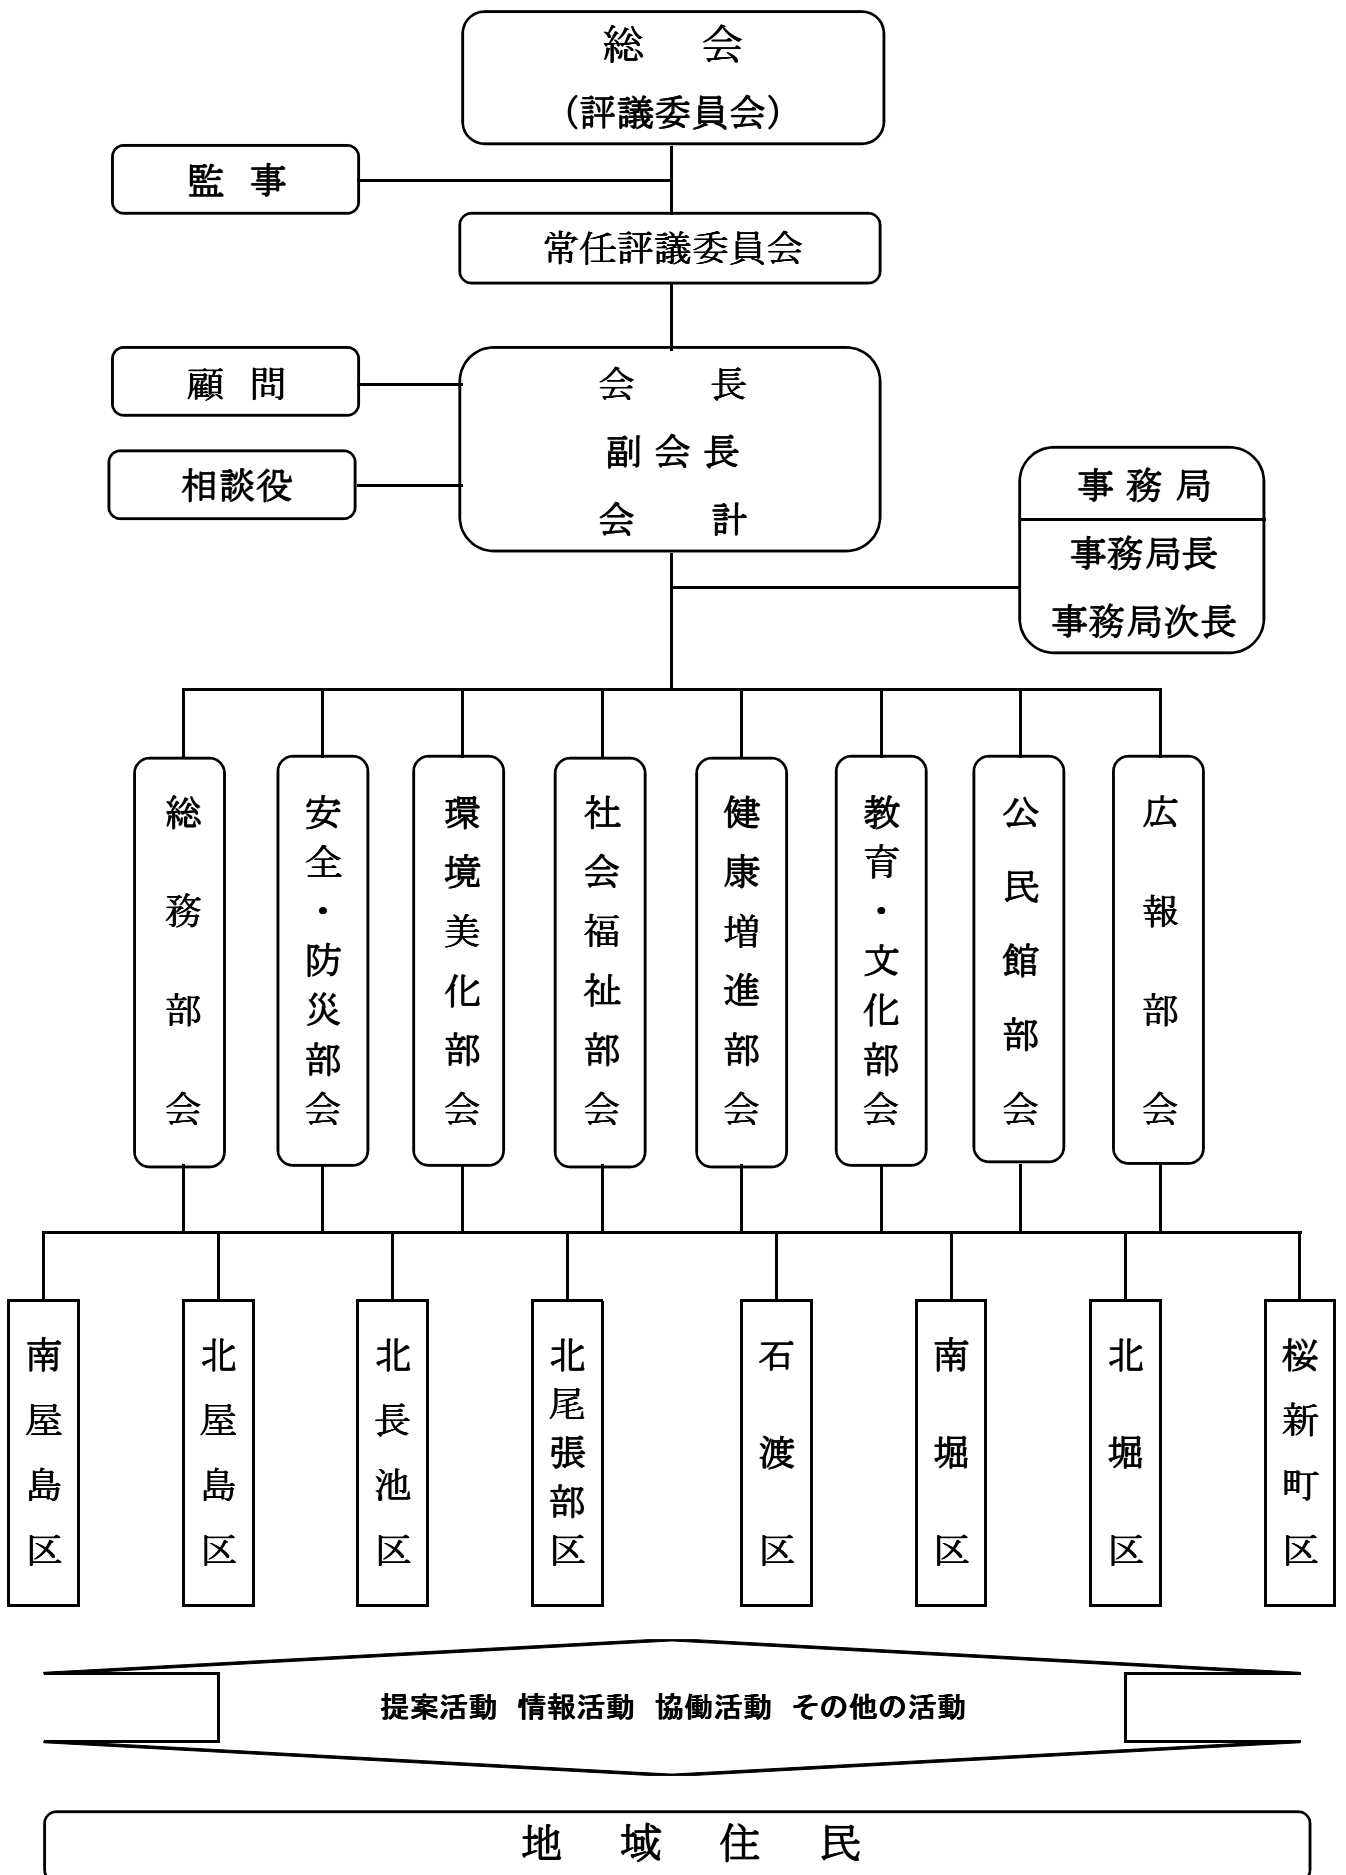 総　会
（評議委員会）
監　事
常任評議委員会
顧　問
会　　長
副 会 長
相談役
会　　計
事 務 局
事務局長
事務局次長
総務部会
安全・防災部会
環境美化部会
社会福祉部会
健康増進部会
教育・文化部会
公民館部会
広報部会
南屋島区
北屋島区
北長池区
北尾張部区
石渡区
南堀区
北堀区
桜新町区
提案活動　情報活動　協働活動　その他の活動
地　域　住　民